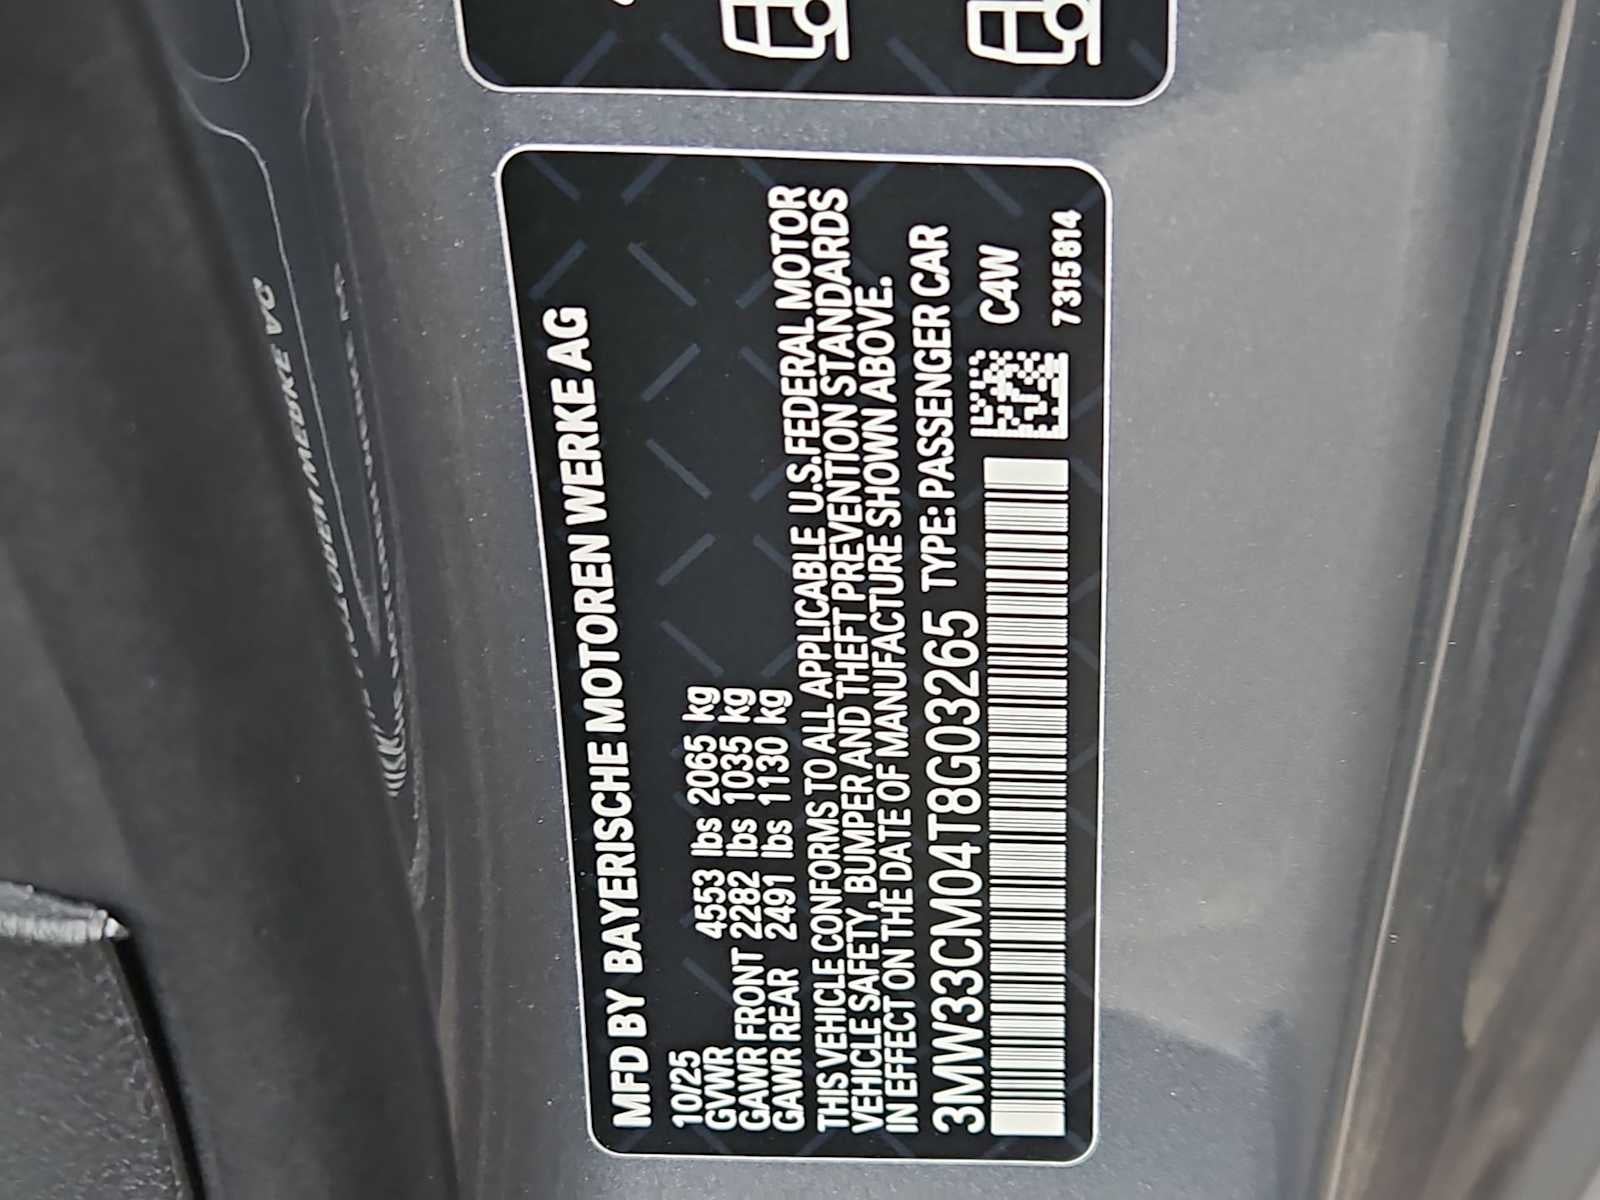 MFD BY BAYERISCHE MOTOREN WERKE AG
10/25
GVWR 4553 lbs 2065 kg
GAWR FRONT 2282 lbs 1035 kg
GAWR REAR 2491 lbs 1130 kg
THIS VEHICLE CONFORMS TO ALL APPLICABLE U.S.FEDERAL MOTOR
VEHICLE SAFETY, BUMPER AND THEFT PREVENTION STANDARDS
IN EFFECT ON THE DATE OF MANUFACTURE SHOWN ABOVE.
3MW33CM04T8G03265 TYPE: PASSENGER CAR
C4W
7315814